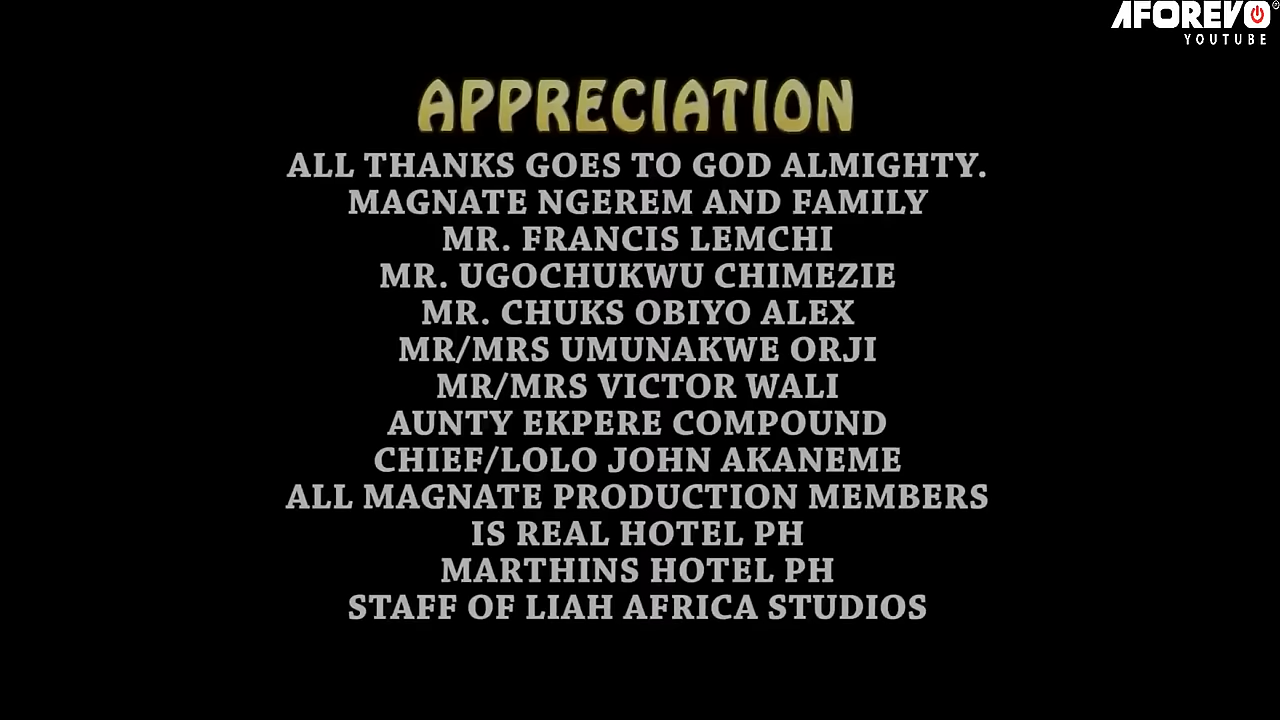 AFOREVO
YOUTUBE
APPRECIATION
ALL THANKS GOES TO GOD ALMIGHTY.
MAGNATE NGEREM AND FAMILY
MR. FRANCIS LEMCHI
MR. UGOCHUKWU CHIMEZIE
MR. CHUKS OBIYO ALEX
MR/MRS UMUNAKWE ORJI
MR/MRS VICTOR WALI
AUNTY EKPERE COMPOUND
CHIEF/LOLO JOHN AKANEME
ALL MAGNATE PRODUCTION MEMBERS
IS REAL HOTEL PH
MARTHINS HOTEL PH
STAFF OF LIAH AFRICA STUDIOS